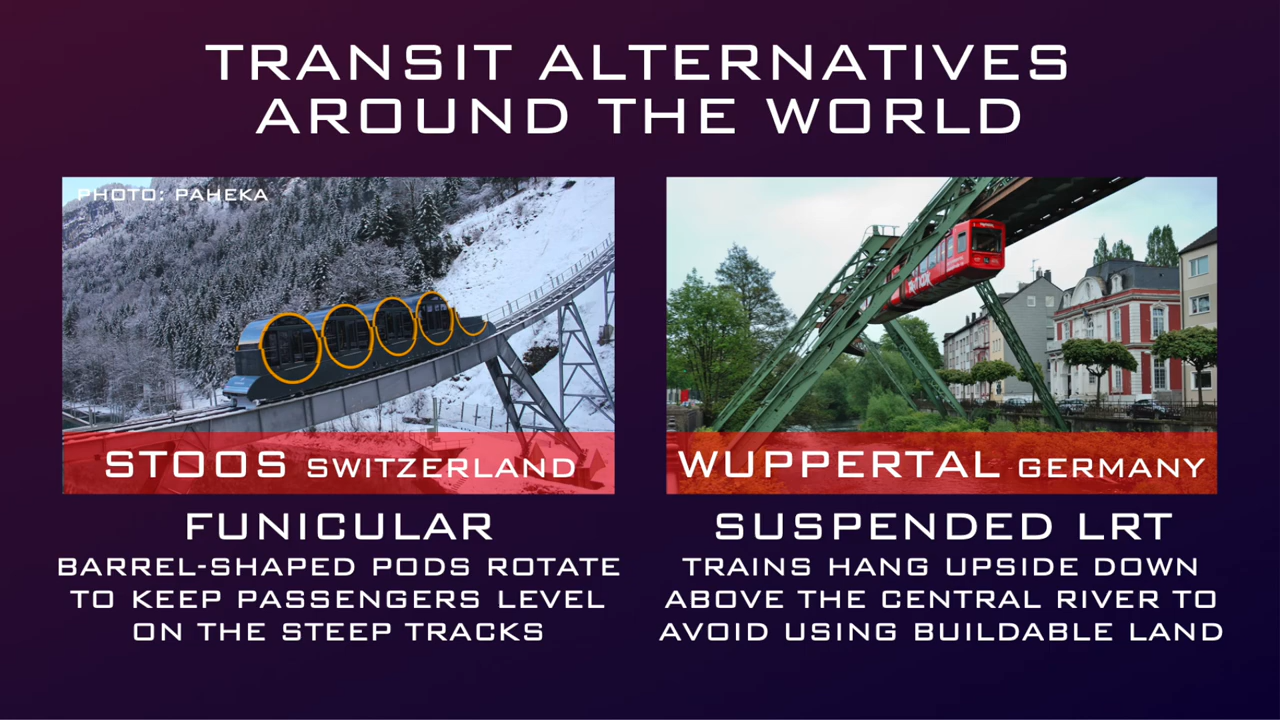 TRANSIT ALTERNATIVES
AROUND THE WORLD
PHOTO: PAHEKA
STOOS SWITZERLAND
WUPPERTAL GERMANY
FUNICULAR
BARREL-SHAPED PODS ROTATE
TO KEEP PASSENGERS LEVEL
ON THE STEEP TRACKS
SUSPENDED LRT
TRAINS HANG UPSIDE DOWN
ABOVE THE CENTRAL RIVER TO
AVOID USING BUILDABLE LAND